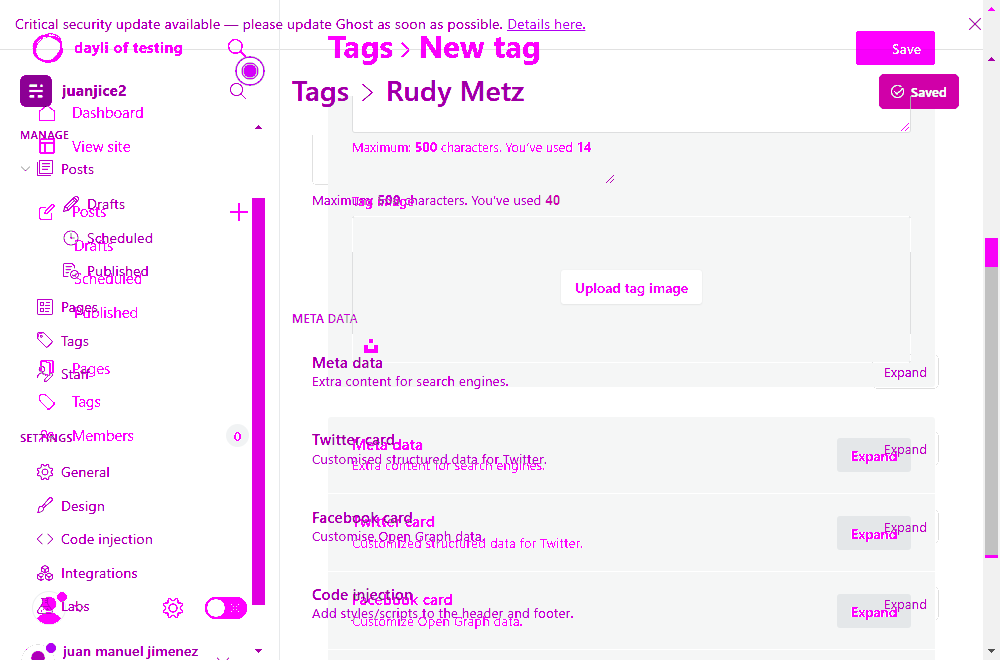 Critical security update available — please update Ghost as soon as possible. Details here.
dayli of testing
Tags › New tag
Save
juanjice2
Tags > Rudy Metz
Saved
Dashboard
MANAGE
View site
Maximum: 500 characters. You've used 14
Posts
Maximum: 500 characters. You've used 40
Tag image
Drafts
Posts
Scheduled
Drafts
Published
Scheduled
Upload tag image
Pages
Published
META DATA
Tags
Meta data
Extra content for search engines.
Expand
Staff
Pages
Tags
SETTINGS
Members
0
Twitter card
Customised structured data for Twitter.
Expand
Meta data
Extra content for search engines.
Expand
General
Design
Facebook card
Customise Open Graph data.
Expand
Twitter card
Customized structured data for Twitter.
Expand
Code injection
Integrations
Code injection
Add styles/scripts to the header and footer.
Expand
Facebook card
Customize Open Graph data.
Expand
Labs
juan manuel jimenez